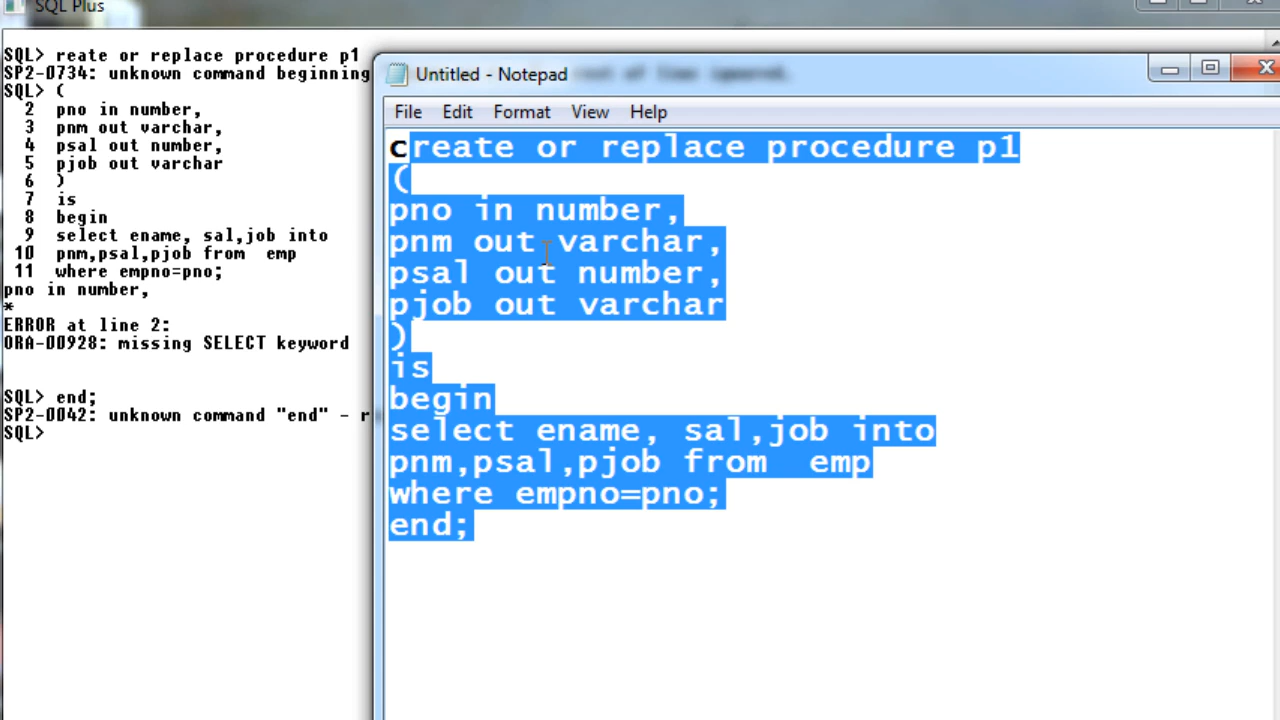 SQL Plus
SQL> reate or replace procedure p1
SP2-0734: unknown command beginning
SQL> (
2 pno in number,
3 pnm out varchar,
4 psal out number,
5 pjob out varchar
6 )
7 is
8 begin
9 select ename, sal,job into
10 pnm,psal,pjob from  emp
11 where empno=pno;
pno in number,
*
ERROR at line 2:
ORA-00928: missing SELECT keyword
SQL> end;
SP2-0042: unknown command "end" - r
SQL>
Untitled - Notepad
rest of line ignored.
File Edit Format View Help
create or replace procedure p1
(
pno in number,
pnm out varchar,
psal out number,
pjob out varchar
)
is
begin
select ename, sal,job into
pnm,psal,pjob from  emp
where empno=pno;
end;